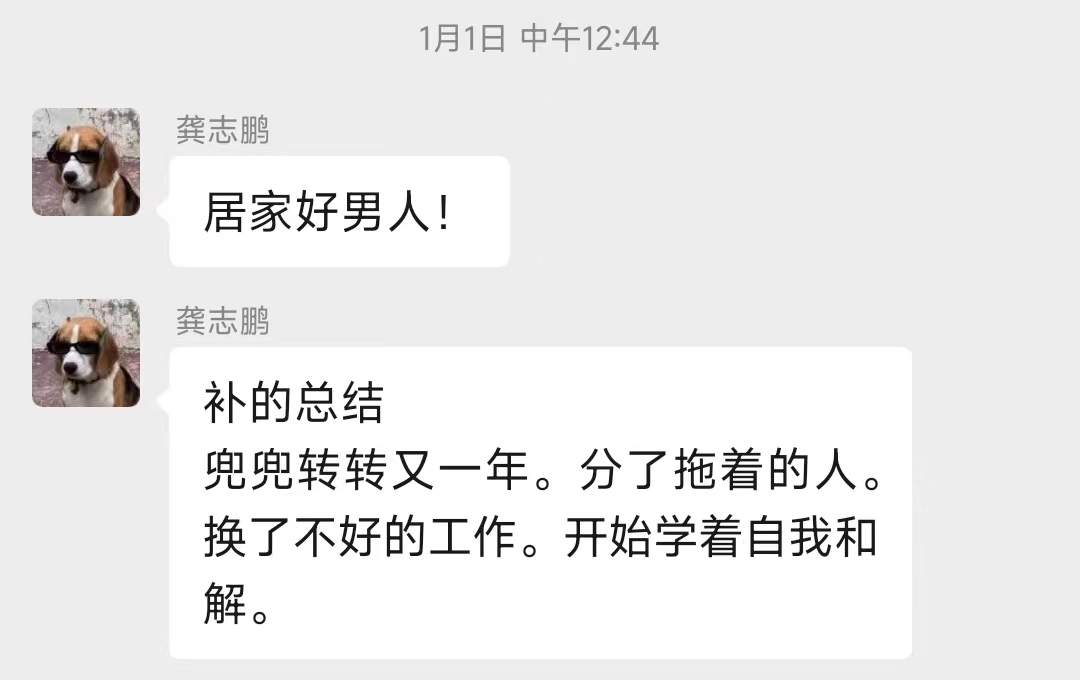 1月1日 中午12:44
龚志鹏
居家好男人！
龚志鹏
补的总结
兜兜转转又一年。分了拖着的人。
换了不好的工作。开始学着自我和
解。